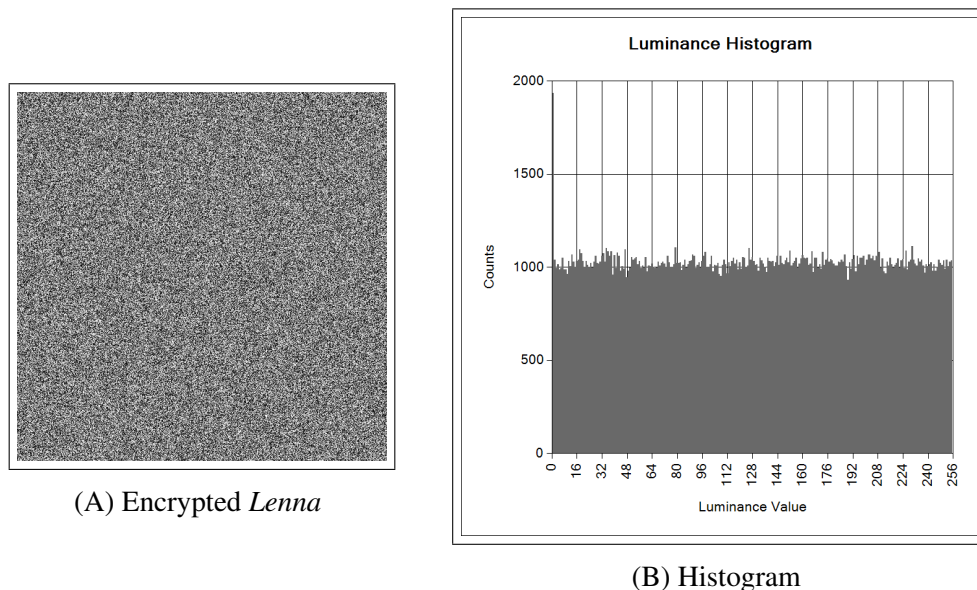 (A) Encrypted Lenna
Luminance Histogram
Counts
2000
1500
1000
500
0
0 16 32 48 64 80 96 112 128 144 160 176 192 208 224 240 256
Luminance Value
(B) Histogram